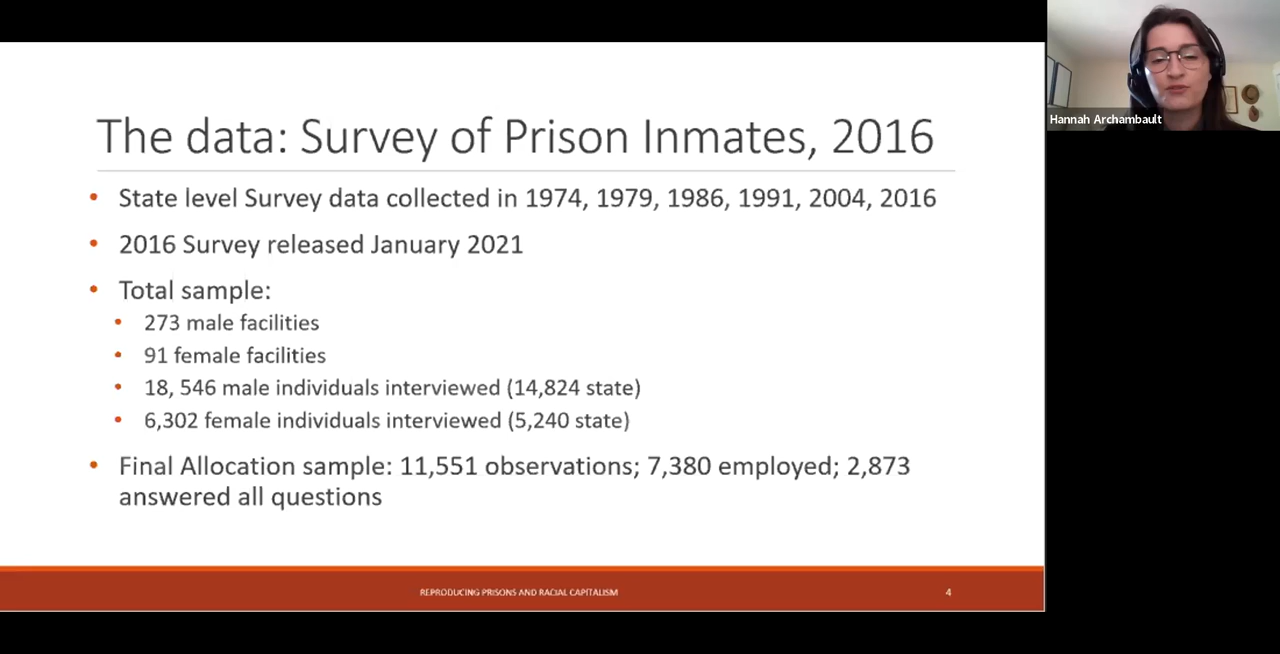 The data: Survey of Prison Inmates, 2016
• State level Survey data collected in 1974, 1979, 1986, 1991, 2004, 2016
• 2016 Survey released January 2021
• Total sample:
• 273 male facilities
• 91 female facilities
• 18, 546 male individuals interviewed (14,824 state)
• 6,302 female individuals interviewed (5,240 state)
• Final Allocation sample: 11,551 observations; 7,380 employed; 2,873
answered all questions
REPRODUCING PRISONS AND RACIAL CAPITALISM
4
Hannah Archambault